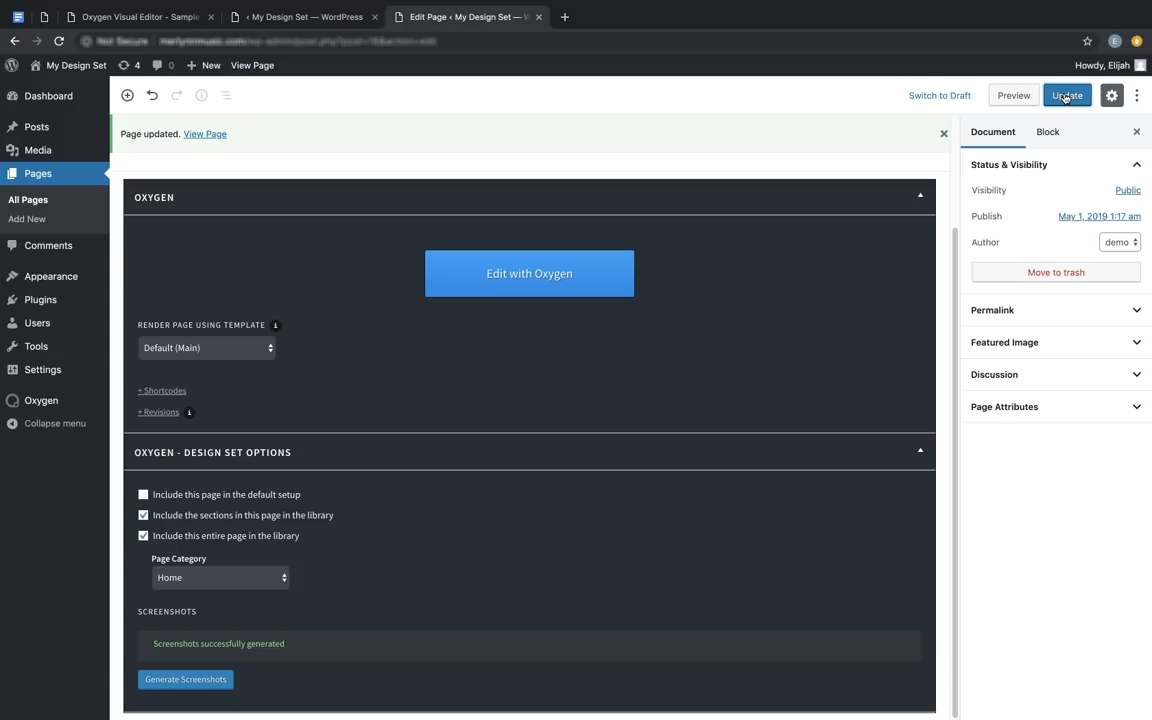 Oxygen Visual Editor - Sample
‹ My Design Set — WordPress
Edit Page ‹ My Design Set — W
Not Secure
E
My Design Set
4
0
New
View Page
Howdy, Elijah
Dashboard
Posts
Media
Pages
All Pages
Add New
Comments
Appearance
Plugins
Users
Tools
Settings
Oxygen
Collapse menu
Switch to Draft
Preview
Update
Page updated. View Page
OXYGEN
Edit with Oxygen
RENDER PAGE USING TEMPLATE
Default (Main)
+ Shortcodes
+ Revisions
OXYGEN - DESIGN SET OPTIONS
Include this page in the default setup
Include the sections in this page in the library
Include this entire page in the library
Page Category
Home
SCREENSHOTS
Screenshots successfully generated
Generate Screenshots
Document
Block
Status & Visibility
Visibility
Public
Publish
May 1, 2019 1:17 am
Author
demo
Move to trash
Permalink
Featured Image
Discussion
Page Attributes